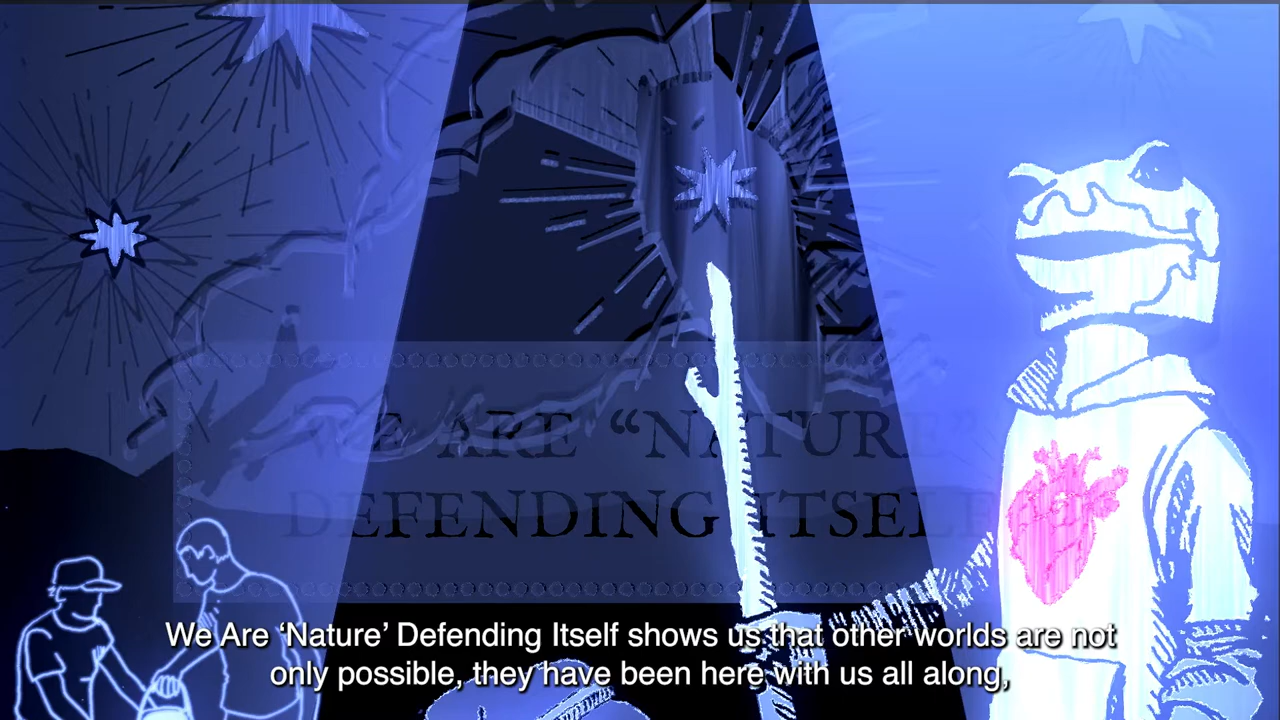 WE ARE “NATURE”
DEFENDING ITSELF
We Are ‘Nature’ Defending Itself shows us that other worlds are not
only possible, they have been here with us all along,